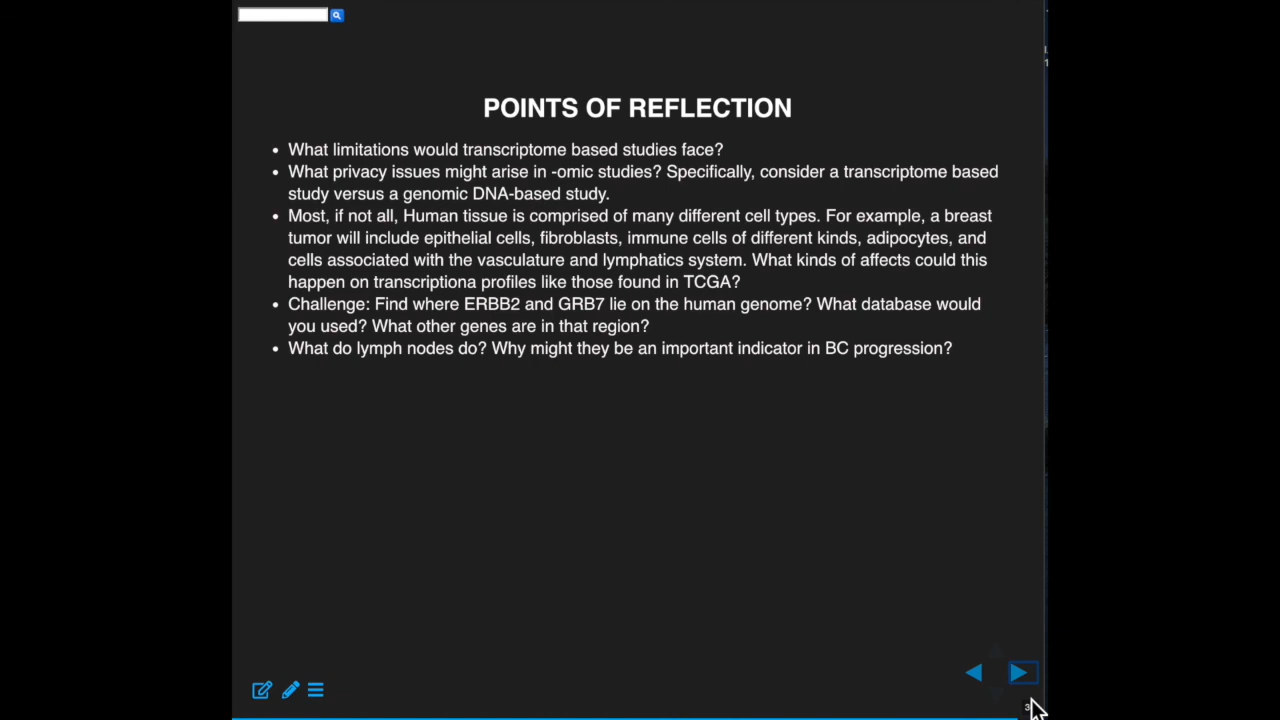 POINTS OF REFLECTION
• What limitations would transcriptome based studies face?
• What privacy issues might arise in -omic studies? Specifically, consider a transcriptome based
study versus a genomic DNA-based study.
• Most, if not all, Human tissue is comprised of many different cell types. For example, a breast
tumor will include epithelial cells, fibroblasts, immune cells of different kinds, adipocytes, and
cells associated with the vasculature and lymphatics system. What kinds of affects could this
happen on transcriptiona profiles like those found in TCGA?
• Challenge: Find where ERBB2 and GRB7 lie on the human genome? What database would
you used? What other genes are in that region?
• What do lymph nodes do? Why might they be an important indicator in BC progression?